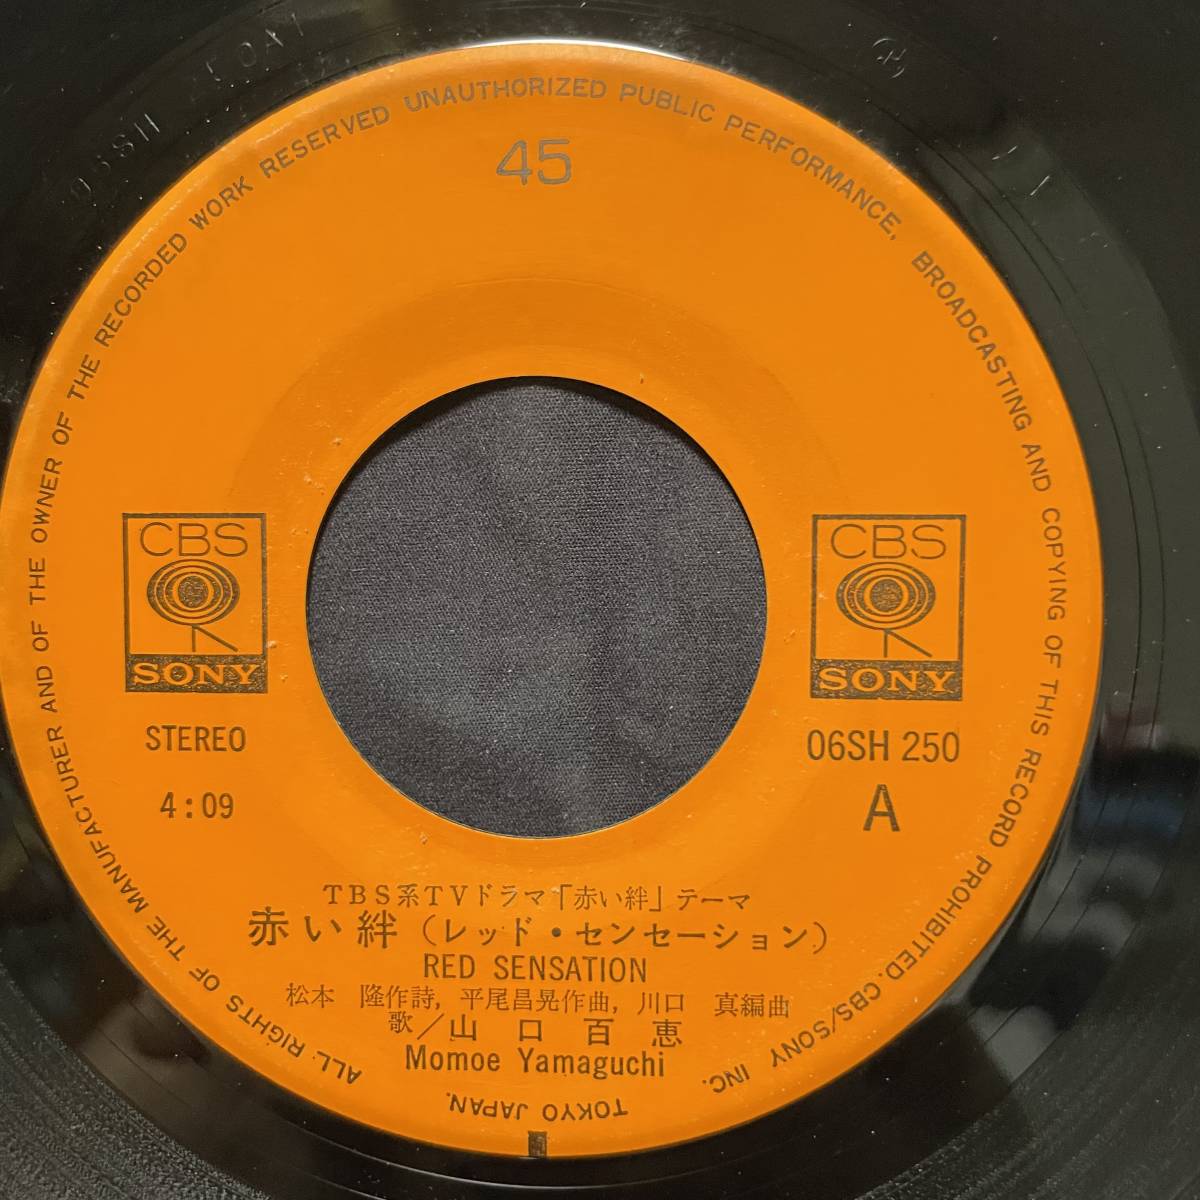 ALL RIGHTS OF THE MANUFACTURER AND OF THE OWNER OF THE RECORDED WORK RESERVED UNAUTHORIZED PUBLIC PERFORMANCE, BROADCASTING AND COPYING OF THIS RECORD PROHIBITED. CBS/SONY INC.
TOKYO JAPAN.
45
CBS
SONY
CBS
SONY
STEREO
06SH 250
4:09
A
TBS系TVドラマ「赤い絆」テーマ
赤い絆(レッド・センセーション)
RED SENSATION
松本 隆作詩, 平尾昌晃作曲, 川口 真編曲
歌/山口百恵
Momoe Yamaguchi